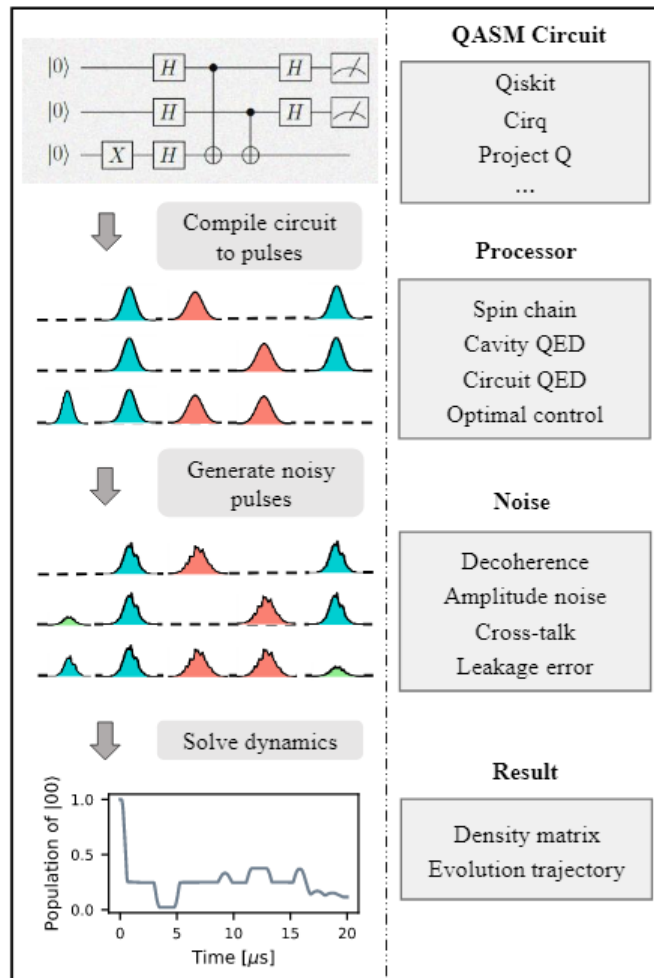 QASM Circuit
|0⟩ H H
|0⟩ H H
|0⟩ X H
Qiskit
Cirq
Project Q
...
Compile circuit
to pulses
Processor
Spin chain
Cavity QED
Circuit QED
Optimal control
Generate noisy
pulses
Noise
Decoherence
Amplitude noise
Cross-talk
Leakage error
Solve dynamics
Result
Density matrix
Evolution trajectory
Population of |00⟩
1.0
0.5
0.0
0 5 10 15 20
Time [μs]